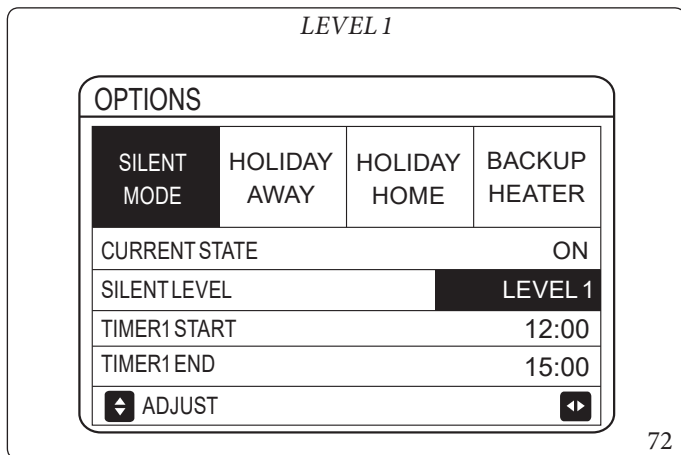 LEVEL 1
OPTIONS
SILENT MODE
HOLIDAY AWAY
HOLIDAY HOME
BACKUP HEATER
CURRENT STATE ON
SILENT LEVEL LEVEL 1
TIMER1 START 12:00
TIMER1 END 15:00
ADJUST
72